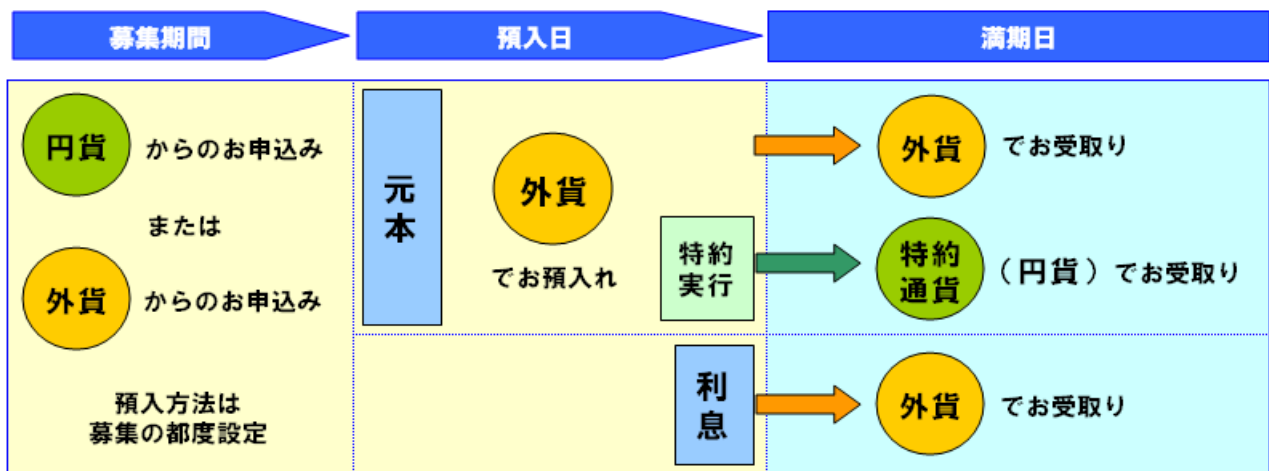 募集期間
預入日
満期日
円貨 からのお申込み
または
外貨 からのお申込み
預入方法は
募集の都度設定
元本
外貨
でお預入れ
特約
実行
外貨 でお受取り
特約
通貨 (円貨) でお受取り
利息
外貨 でお受取り